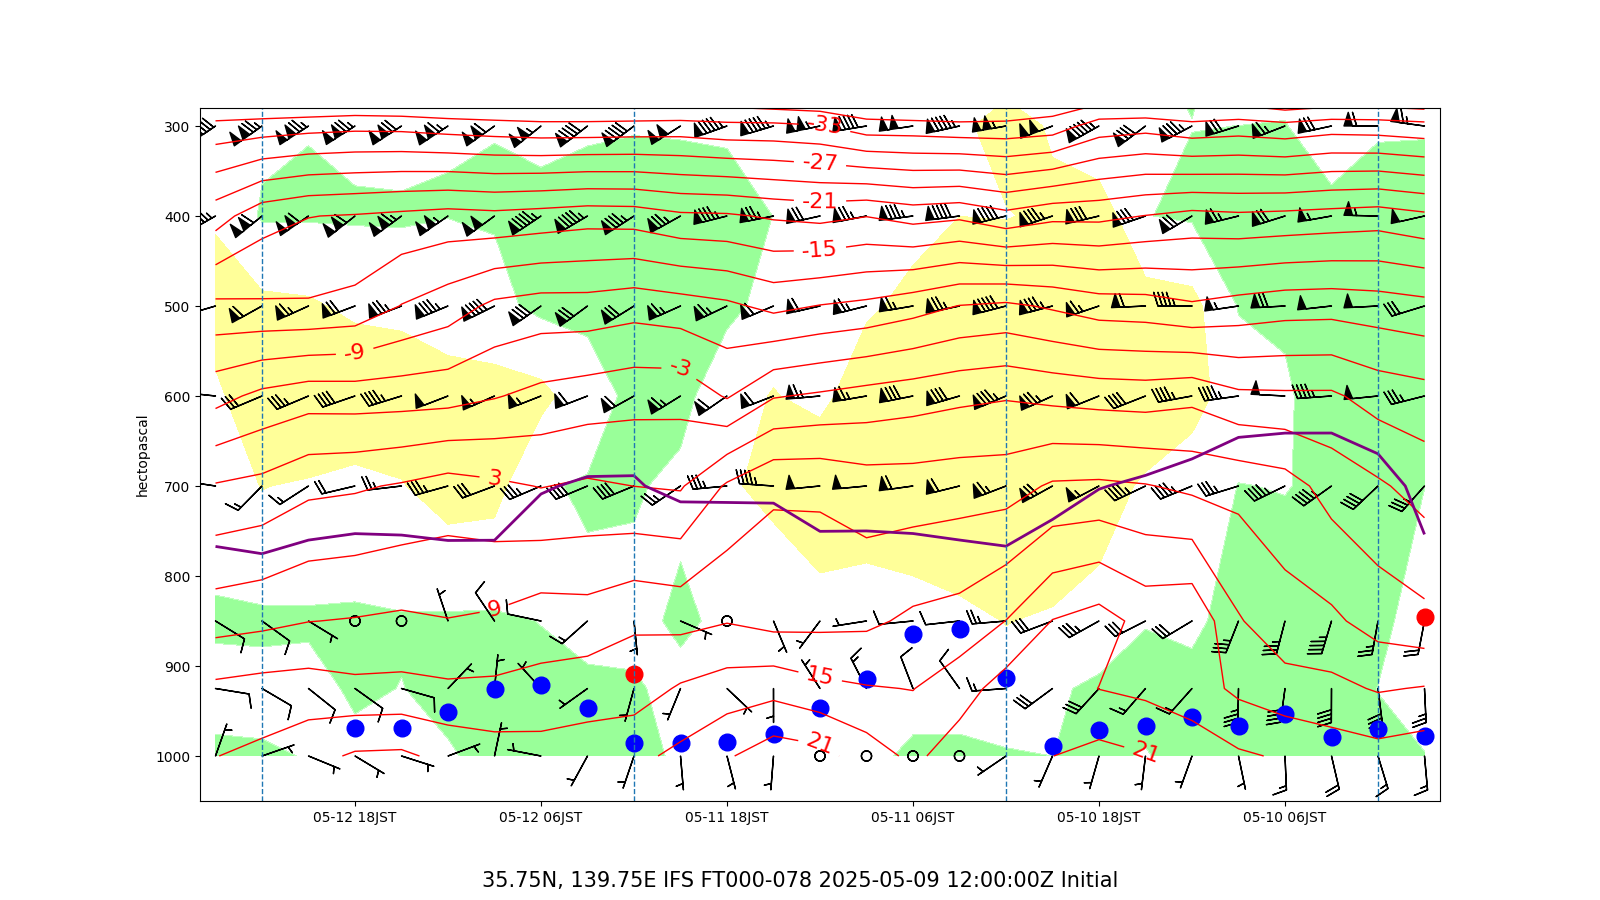 300
400
500
600
700
800
900
1000
hectopascal
-33
-27
-21
-15
-9
-3
3
9
15
21
21
05-12 18JST
05-12 06JST
05-11 18JST
05-11 06JST
05-10 18JST
05-10 06JST
35.75N, 139.75E IFS FT000-078 2025-05-09 12:00:00Z Initial